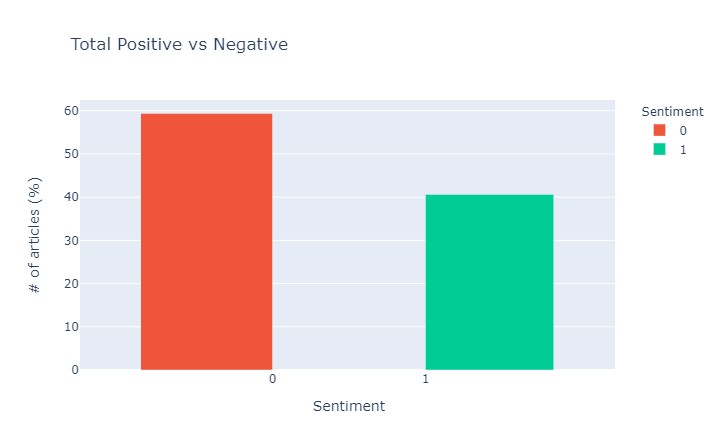 Total Positive vs Negative
60
50
40
30
20
10
0
# of articles (%)
0
1
Sentiment
Sentiment
0
1